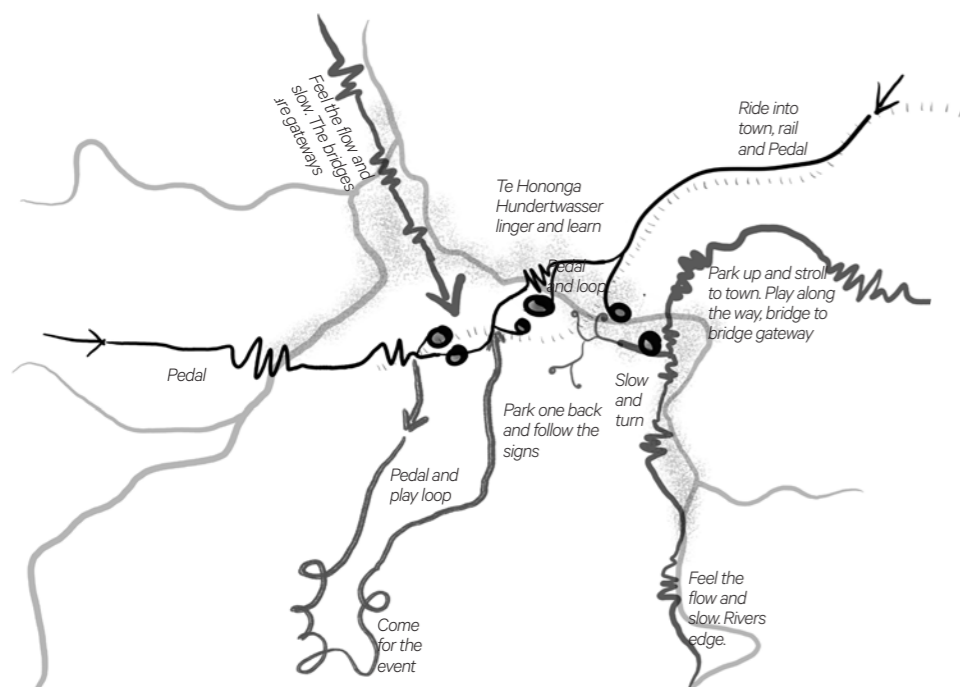 Feel the flow and
slow. The bridges
are gateways
Ride into
town, rail
and Pedal
Te Hononga
Hundertwasser
linger and learn
Pedal
and loop
Park up and stroll
to town. Play along
the way, bridge to
bridge gateway
Pedal
Slow
and
turn
Park one back
and follow the
signs
Pedal and
play loop
Feel the
flow and
slow. Rivers
edge.
Come
for the
event